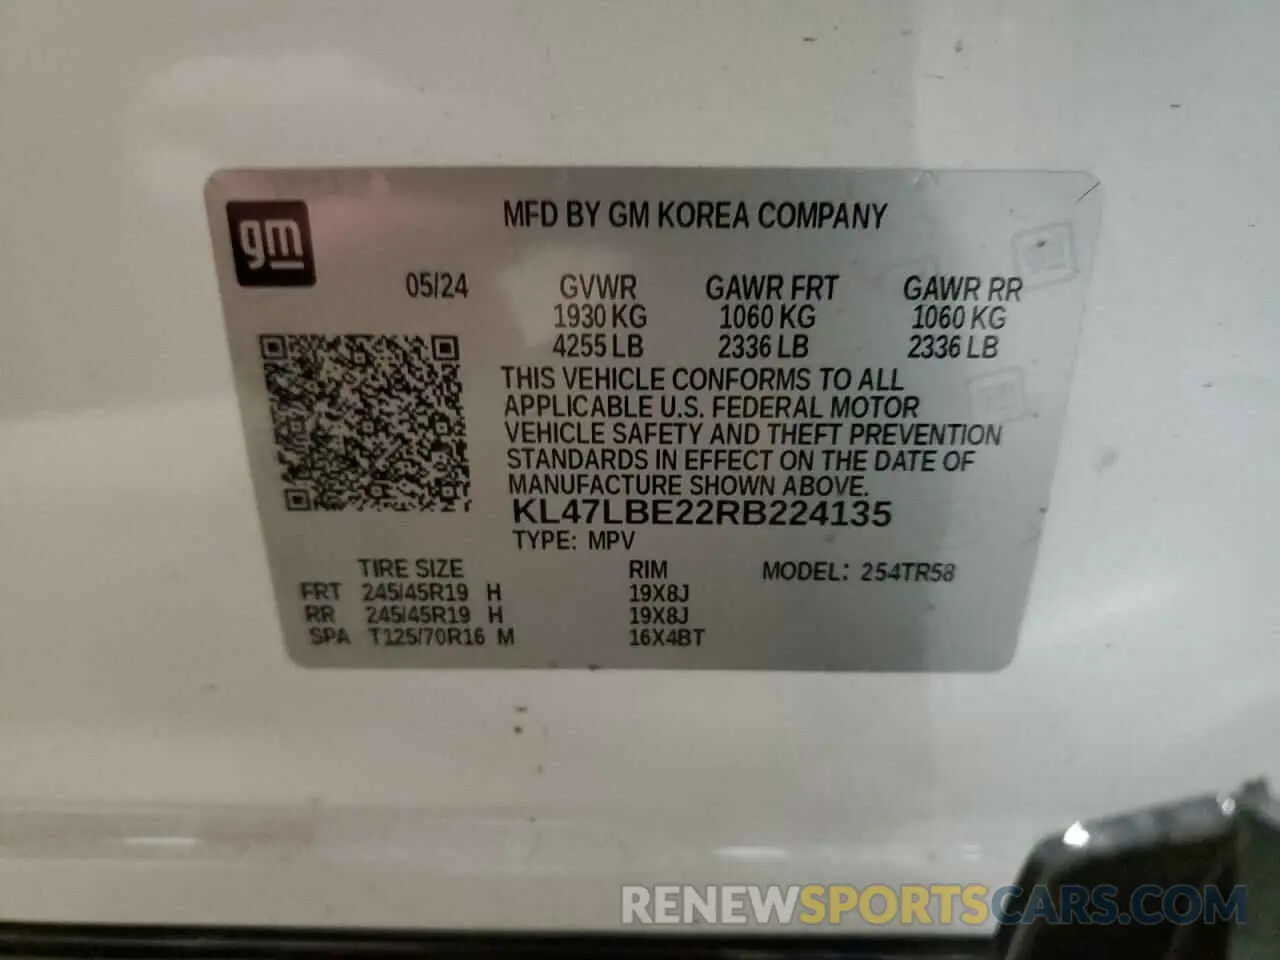 gm
MFD BY GM KOREA COMPANY
05/24 GVWR GAWR FRT GAWR RR
1930 KG 1060 KG 1060 KG
4255 LB 2336 LB 2336 LB
THIS VEHICLE CONFORMS TO ALL
APPLICABLE U.S. FEDERAL MOTOR
VEHICLE SAFETY AND THEFT PREVENTION
STANDARDS IN EFFECT ON THE DATE OF
MANUFACTURE SHOWN ABOVE.
KL47LBE22RB224135
TYPE: MPV
TIRE SIZE RIM MODEL: 254TR58
FRT 245/45R19 H 19X8J
RR 245/45R19 H 19X8J
SPA T125/70R16 M 16X4BT
RENEWSPORTSCARS.COM